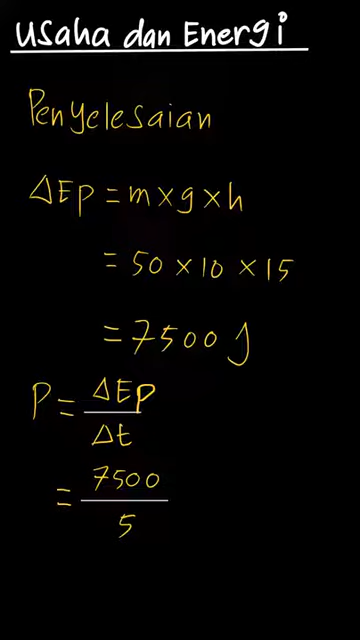 Usaha dan Energi
Penyelesaian
ΔEp = m x g x h
= 50 x 10 x 15
= 7500 J
P = ΔEp
Δt
= 7500
5